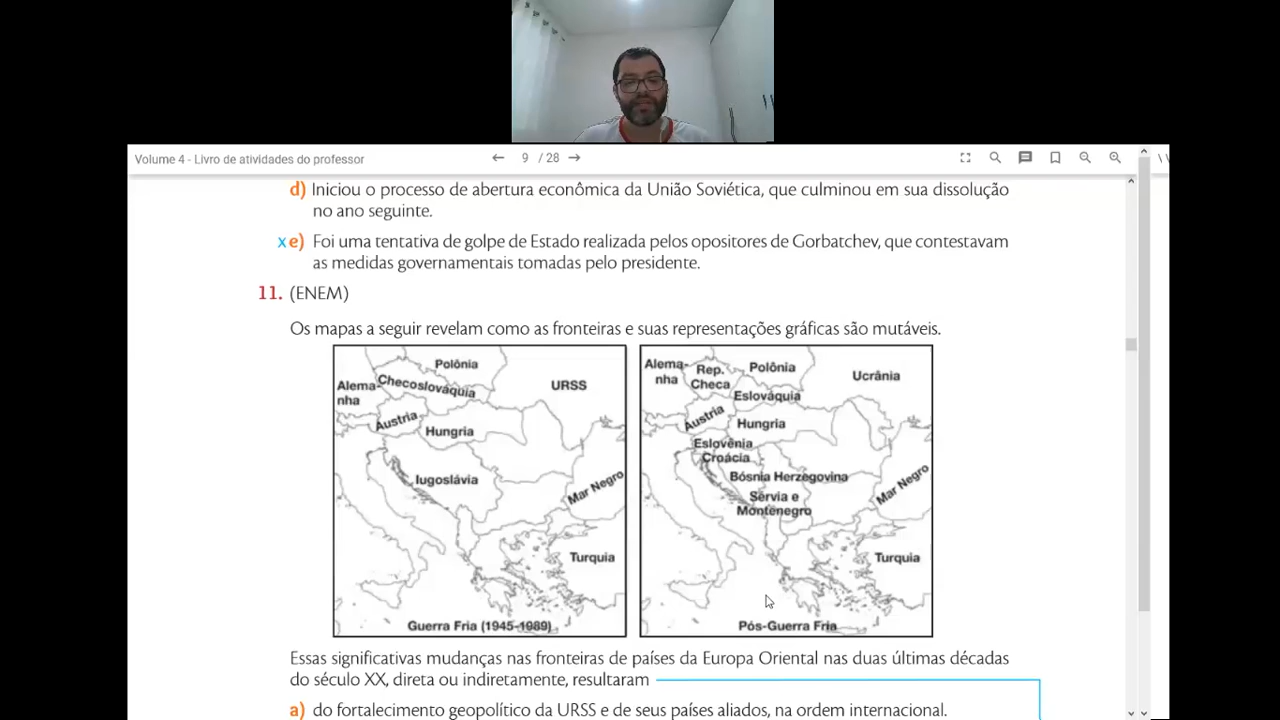 Volume 4 - Livro de atividades do professor
9 / 28
d) Iniciou o processo de abertura econômica da União Soviética, que culminou em sua dissolução
no ano seguinte.
x e) Foi uma tentativa de golpe de Estado realizada pelos opositores de Gorbatchev, que contestavam
as medidas governamentais tomadas pelo presidente.
11. (ENEM)
Os mapas a seguir revelam como as fronteiras e suas representações gráficas são mutáveis.
Polônia
Alema-
nha
Checoslováquia
URSS
Austria
Hungria
Iugoslávia
Mar Negro
Turquia
Guerra Fria (1945-1989)
Alema-
nha
Rep.
Checa
Polônia
Ucrânia
Eslováquia
Austria
Hungria
Eslovênia
Croácia
Bósnia Herzegovina
Sérvia e
Montenegro
Mar Negro
Turquia
Pós-Guerra Fria
Essas significativas mudanças nas fronteiras de países da Europa Oriental nas duas últimas décadas
do século XX, direta ou indiretamente, resultaram
a) do fortalecimento geopolítico da URSS e de seus países aliados, na ordem internacional.